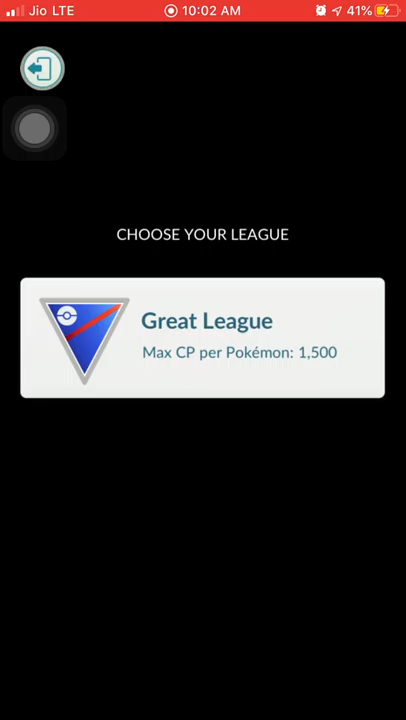 Jio LTE 10:02 AM 41%
CHOOSE YOUR LEAGUE
Great League
Max CP per Pokémon: 1,500